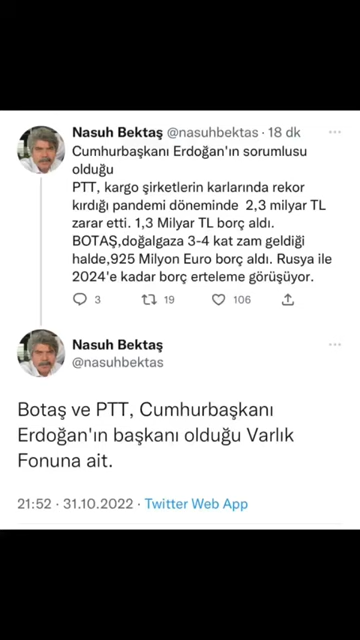 Nasuh Bektaş @nasuhbektas · 18 dk
Cumhurbaşkanı Erdoğan'ın sorumlusu
olduğu
PTT, kargo şirketlerin karlarında rekor
kırdığı pandemi döneminde 2,3 milyar TL
zarar etti. 1,3 Milyar TL borç aldı.
BOTAŞ,doğalgaza 3-4 kat zam geldiği
halde,925 Milyon Euro borç aldı. Rusya ile
2024'e kadar borç erteleme görüşüyor.
3 19 106
Nasuh Bektaş
@nasuhbektas
Botaş ve PTT, Cumhurbaşkanı
Erdoğan'ın başkanı olduğu Varlık
Fonuna ait.
21:52 · 31.10.2022 · Twitter Web App